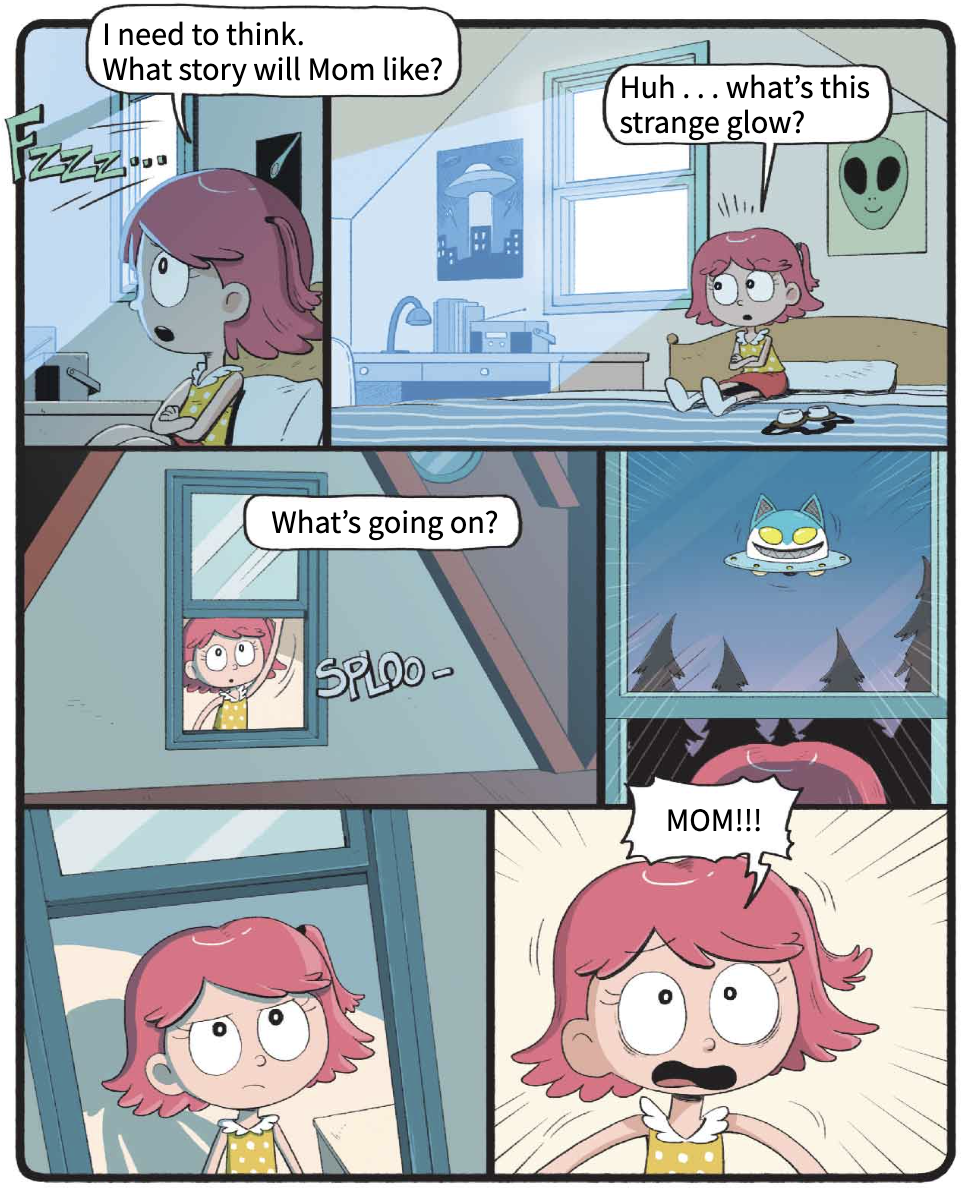 I need to think.
What story will Mom like?
Fzzz...
Huh . . . what’s this
strange glow?
What’s going on?
SPLOO-
MOM!!!